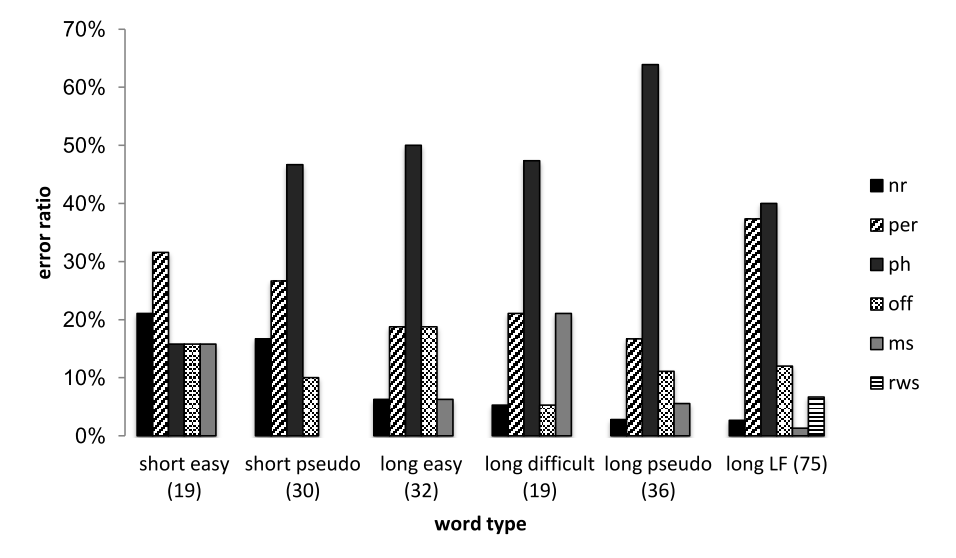 70%
60%
50%
40%
30%
20%
10%
0%
error ratio
short easy (19)
short pseudo (30)
long easy (32)
long difficult (19)
long pseudo (36)
long LF (75)
word type
nr
per
ph
off
ms
rws